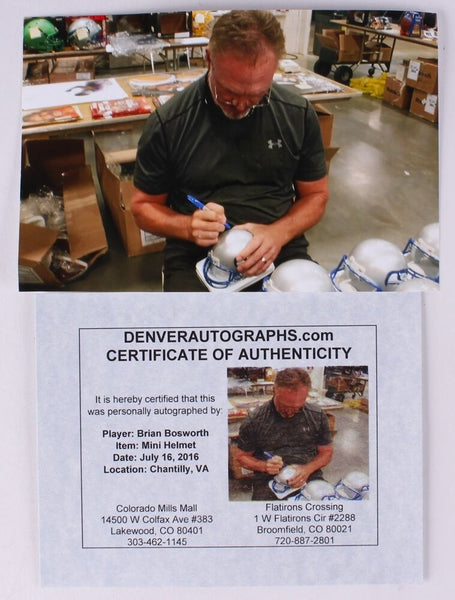 DENVERAUTOGRAPHS.com
CERTIFICATE OF AUTHENTICITY
It is hereby certified that this
was personally autographed by:
Player: Brian Bosworth
Item: Mini Helmet
Date: July 16, 2016
Location: Chantilly, VA
Colorado Mills Mall
14500 W Colfax Ave #383
Lakewood, CO 80401
303-462-1145
Flatirons Crossing
1 W Flatirons Cir #2288
Broomfield, CO 80021
720-887-2801